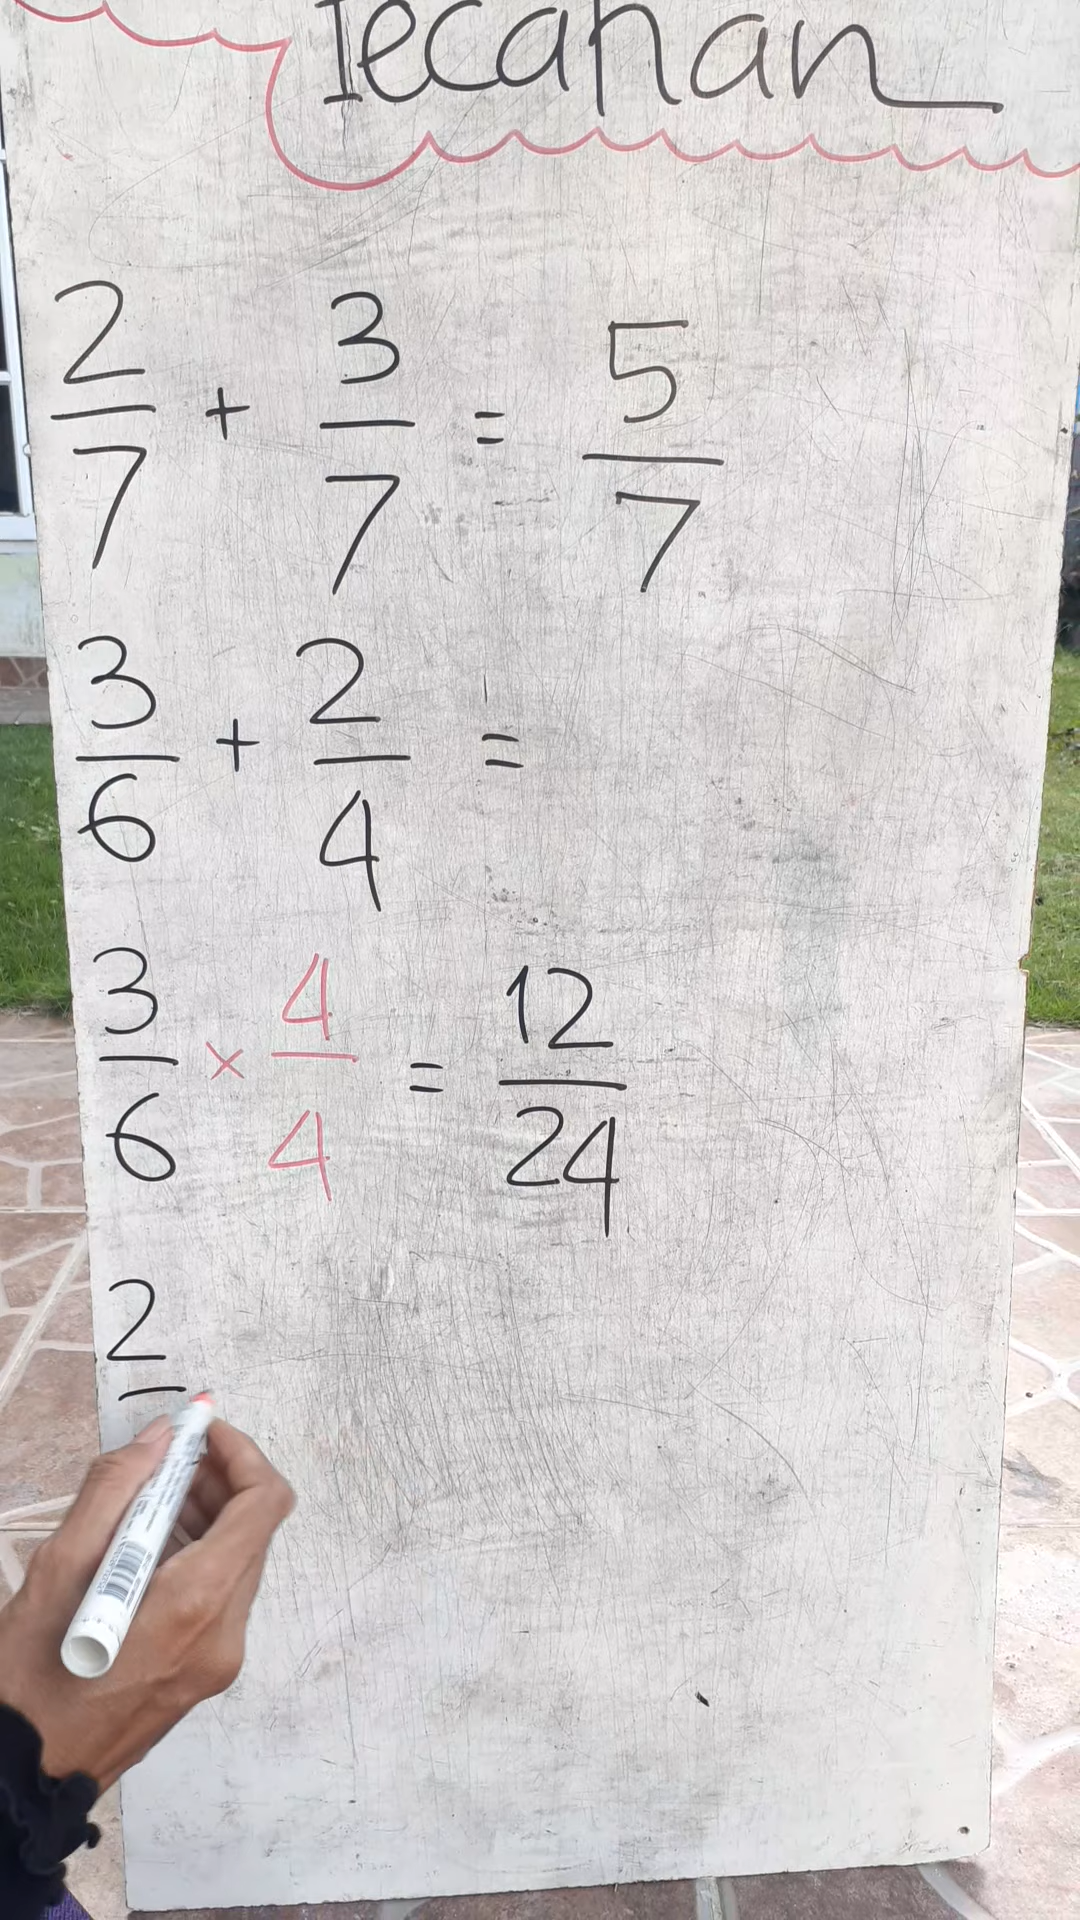 Pecahan
2/7 + 3/7 = 5/7
3/6 + 2/4 =
3/6 × 4/4 = 12/24
2